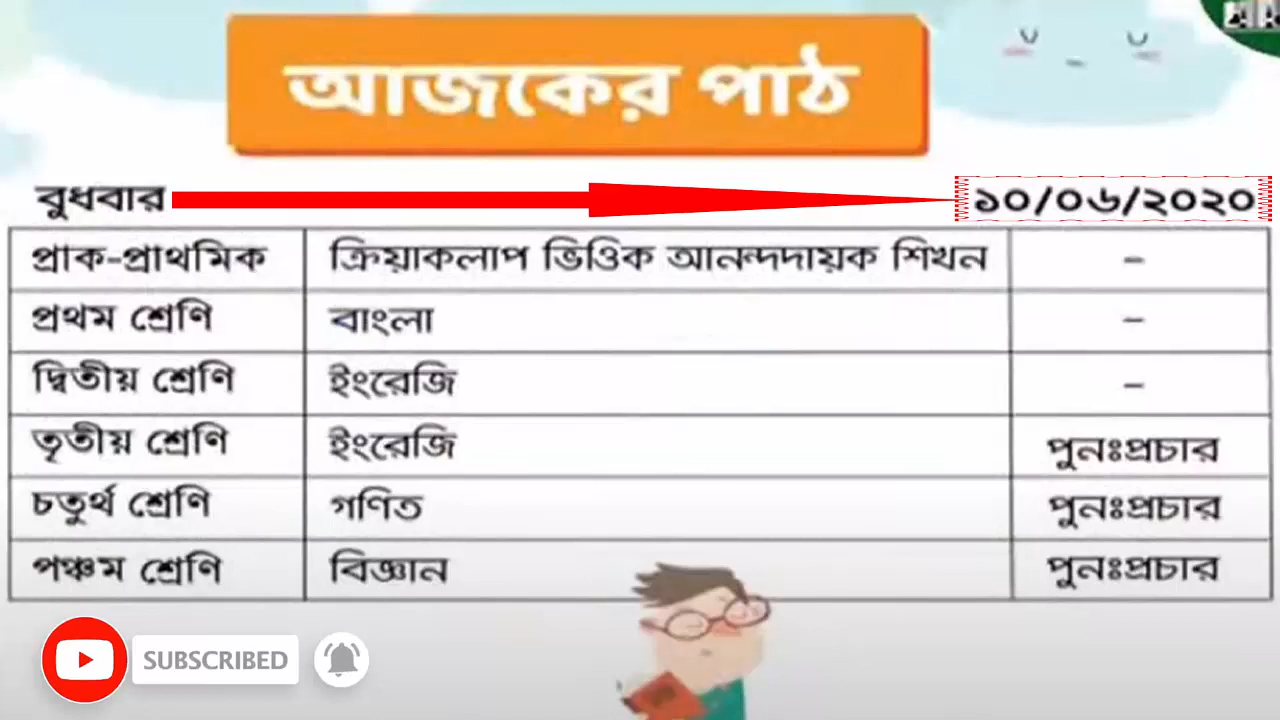 আজকের পাঠ
বুধবার ১০/০৬/২০২০
প্রাক-প্রাথমিক ক্রিয়াকলাপ ভিত্তিক আনন্দদায়ক শিখন -
প্রথম শ্রেণি বাংলা -
দ্বিতীয় শ্রেণি ইংরেজি -
তৃতীয় শ্রেণি ইংরেজি পুনঃপ্রচার
চতুর্থ শ্রেণি গণিত পুনঃপ্রচার
পঞ্চম শ্রেণি বিজ্ঞান পুনঃপ্রচার
SUBSCRIBED